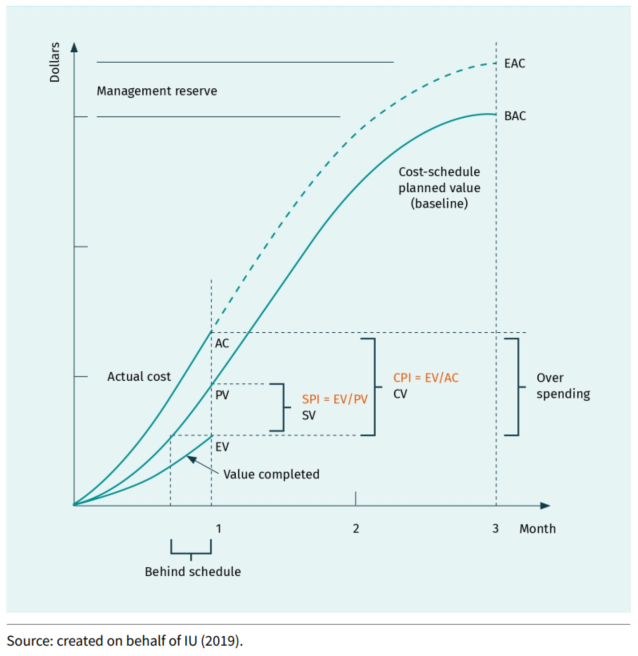 Dollars
EAC
Management reserve
BAC
Cost-schedule
planned value
(baseline)
AC
Actual cost
CPI = EV/AC
CV
Over
spending
PV
SPI = EV/PV
SV
EV
Value completed
1
2
3
Month
Behind schedule
Source: created on behalf of IU (2019).